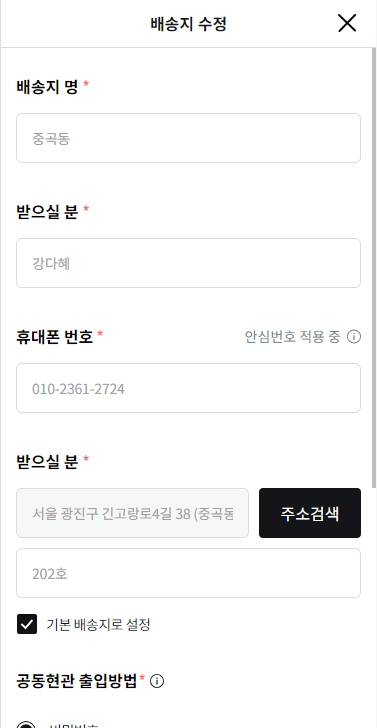 배송지 수정
배송지 명 *
중곡동
받으실 분 *
강다혜
휴대폰 번호 * 안심번호 적용 중
010-2361-2724
받으실 분 *
서울 광진구 긴고랑로4길 38 (중곡동 주소검색
202호
기본 배송지로 설정
공동현관 출입방법*